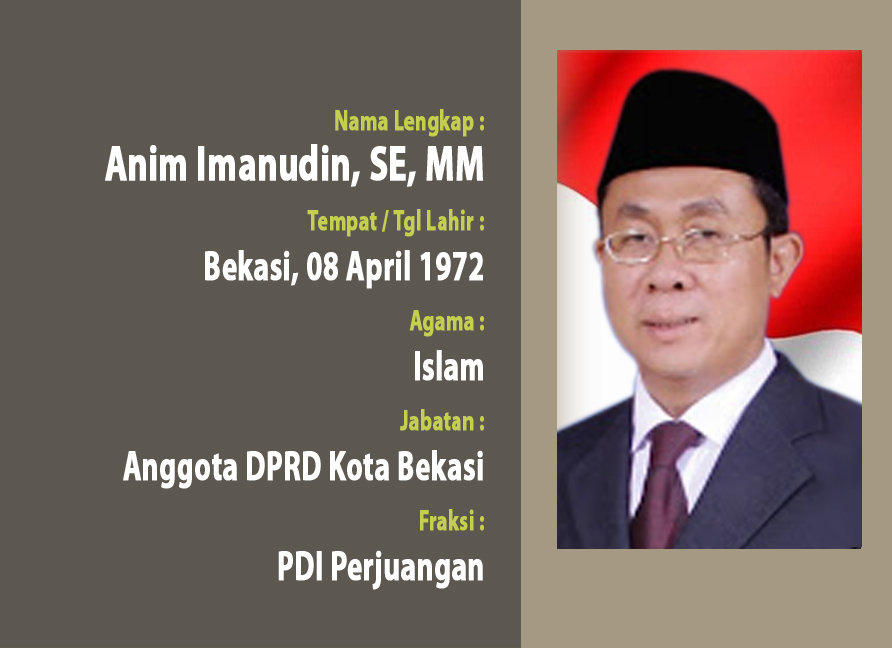 Nama Lengkap :
Anim Imanudin, SE, MM
Tempat / Tgl Lahir :
Bekasi, 08 April 1972
Agama :
Islam
Jabatan :
Anggota DPRD Kota Bekasi
Fraksi :
PDI Perjuangan